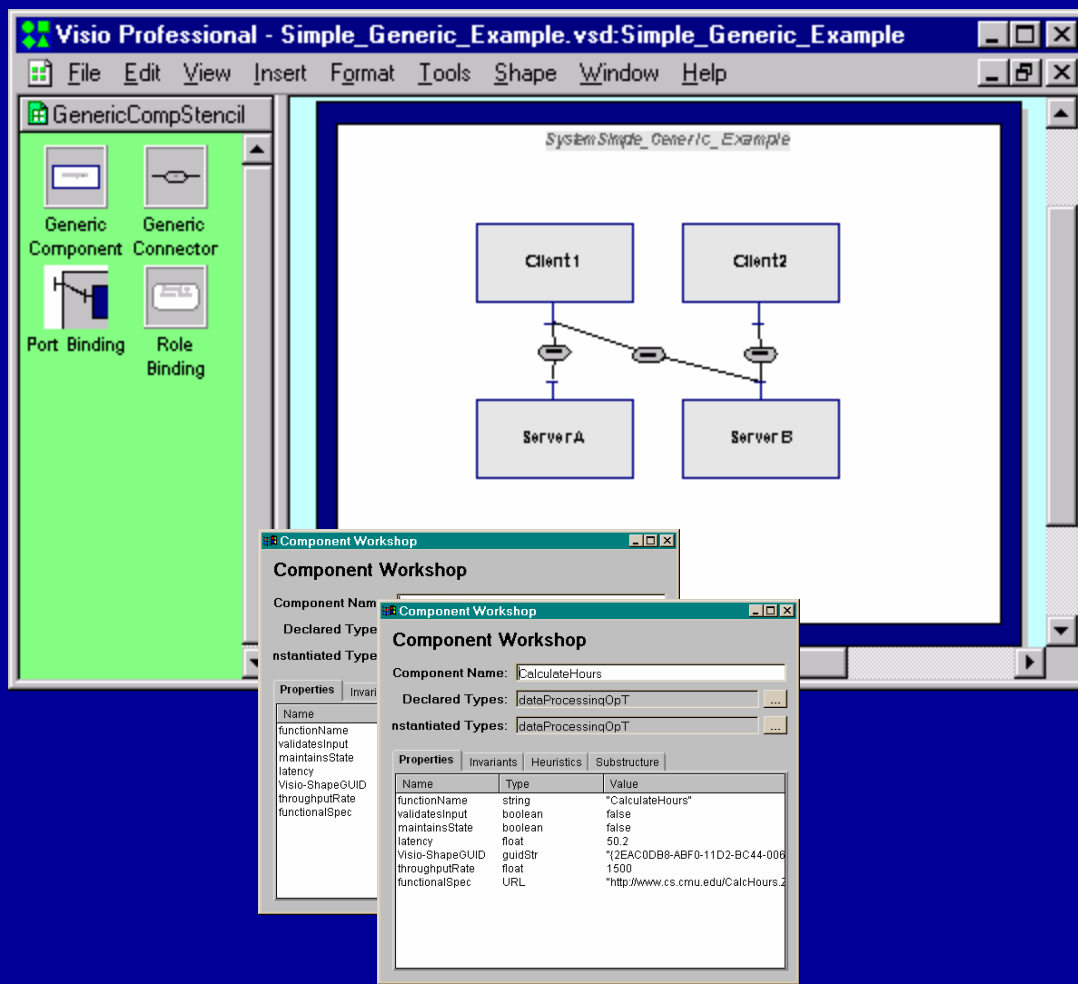 Visio Professional - Simple_Generic_Example.vsd:Simple_Generic_Example
File Edit View Insert Format Tools Shape Window Help
GenericCompStencil
Generic Component
Generic Connector
Port Binding
Role Binding
SystemSimple_Generic_Example
Client1
Client2
ServerA
ServerB
Component Workshop
Component Workshop
Component Nam
Declared Type
nstantiated Type
Properties Invari
Name
functionName
validatesInput
maintainsState
latency
Visio-ShapeGUID
throughputRate
functionalSpec
Component Workshop
Component Workshop
Component Name: CalculateHours
Declared Types: dataProcessingOpT ...
nstantiated Types: dataProcessingOpT ...
Properties Invariants Heuristics Substructure
Name Type Value
functionName string "CalculateHours"
validatesInput boolean false
maintainsState boolean false
latency float 50.2
Visio-ShapeGUID guidStr "{2EAC0DB8-ABF0-11D2-BC44-006
throughputRate float 1500
functionalSpec URL "http://www.cs.cmu.edu/CalcHours.Z